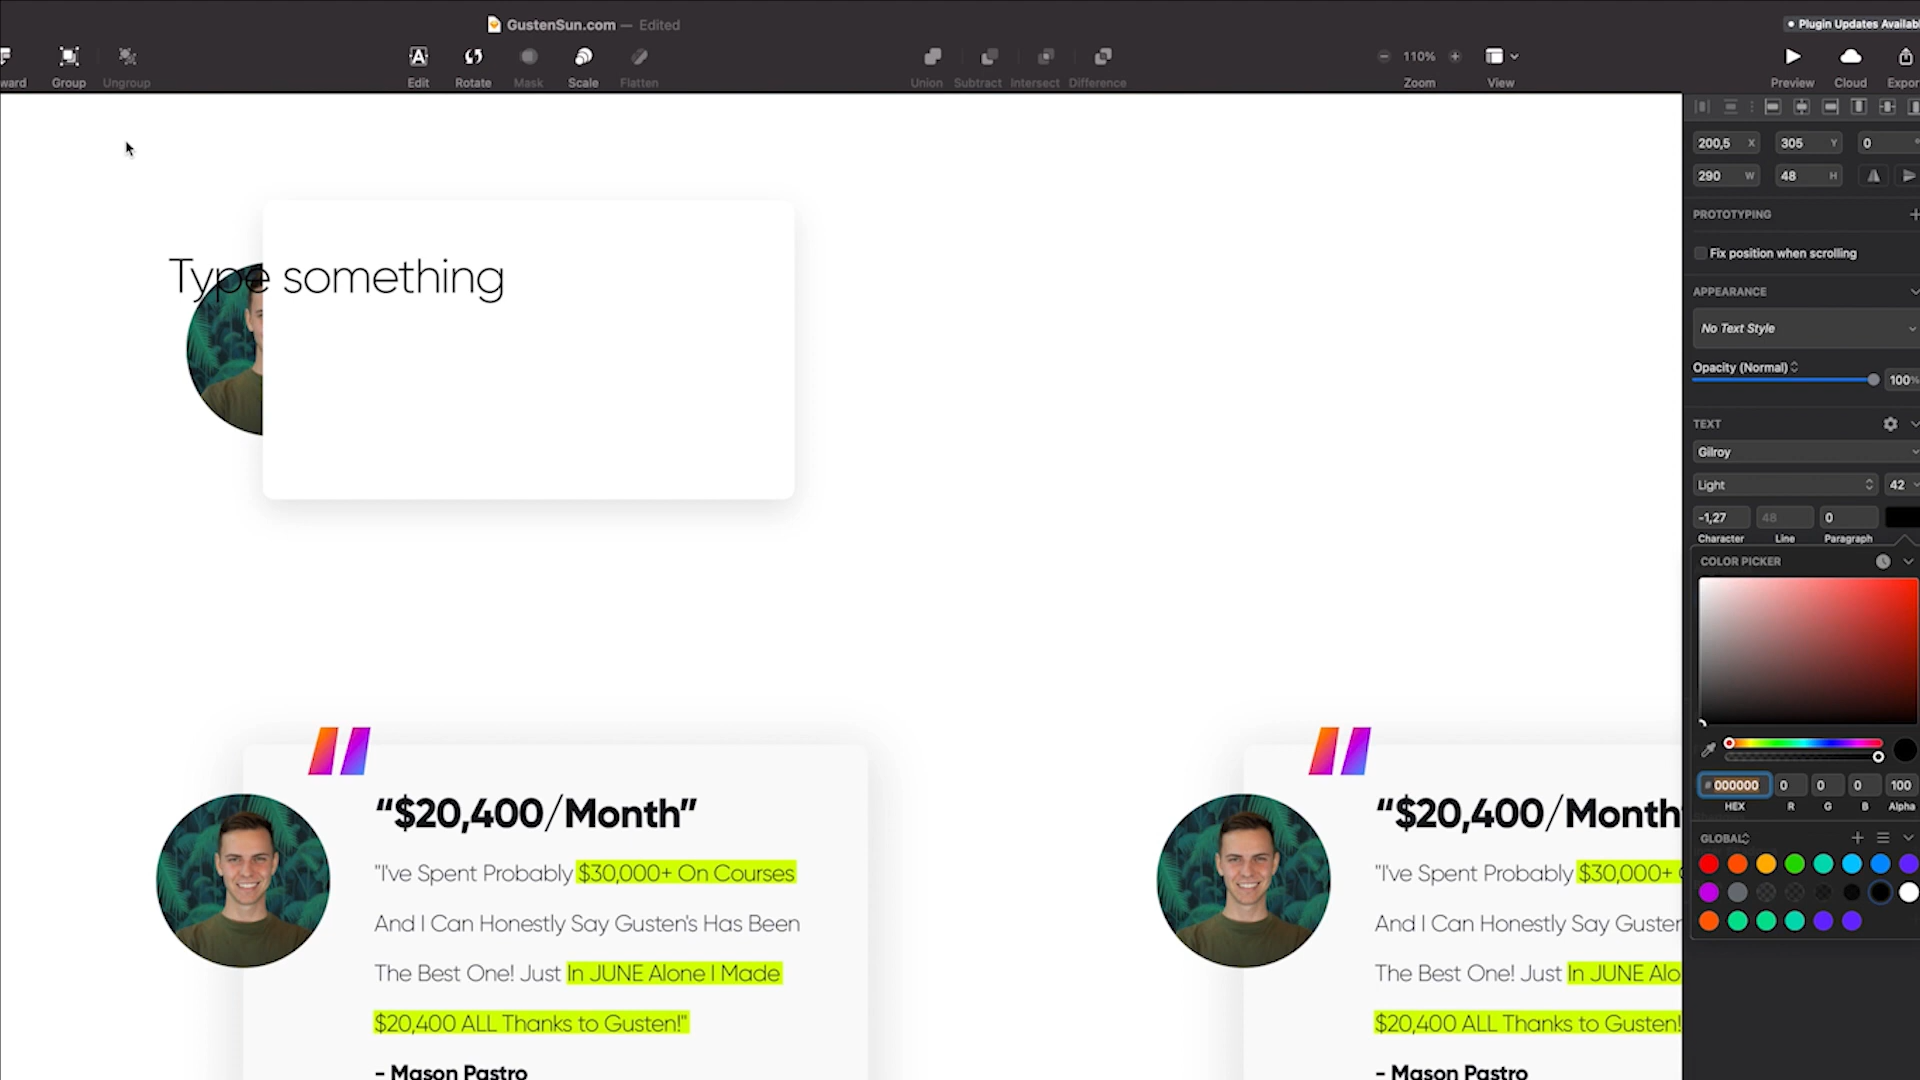 GustenSun.com — Edited
Plugin Updates Availab
ward
Group
Ungroup
Edit
Rotate
Mask
Scale
Flatten
Union
Subtract
Intersect
Difference
110%
Zoom
View
Preview
Cloud
Expor
200,5 X
305 Y
0 °
290 W
48 H
PROTOTYPING
Fix position when scrolling
APPEARANCE
No Text Style
Opacity (Normal)
100%
TEXT
Gilroy
Light
42
-1,27
48
0
Character
Line
Paragraph
COLOR PICKER
# 000000
0
0
0
100
HEX
R
G
B
Alpha
GLOBAL
Type something
“$20,400/Month”
"I've Spent Probably $30,000+ On Courses
And I Can Honestly Say Gusten's Has Been
The Best One! Just In JUNE Alone I Made
$20,400 ALL Thanks to Gusten!"
- Mason Pastro
“$20,400/Month”
"I've Spent Probably $30,000+
And I Can Honestly Say Guster
The Best One! Just In JUNE Alo
$20,400 ALL Thanks to Gusten!
- Mason Pastro